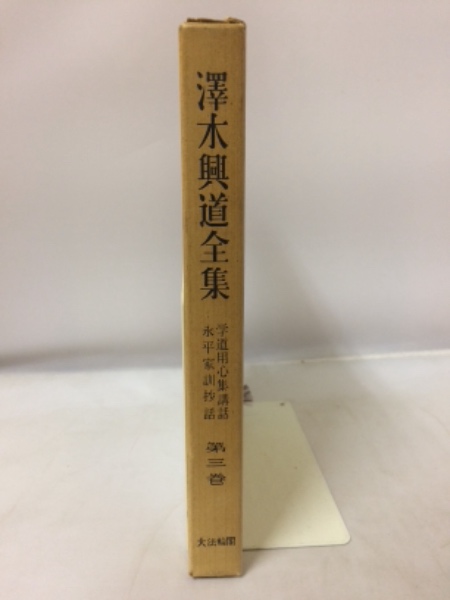 澤木興道全集
学道用心集講話
永平家訓抄話
第三巻
大法輪閣